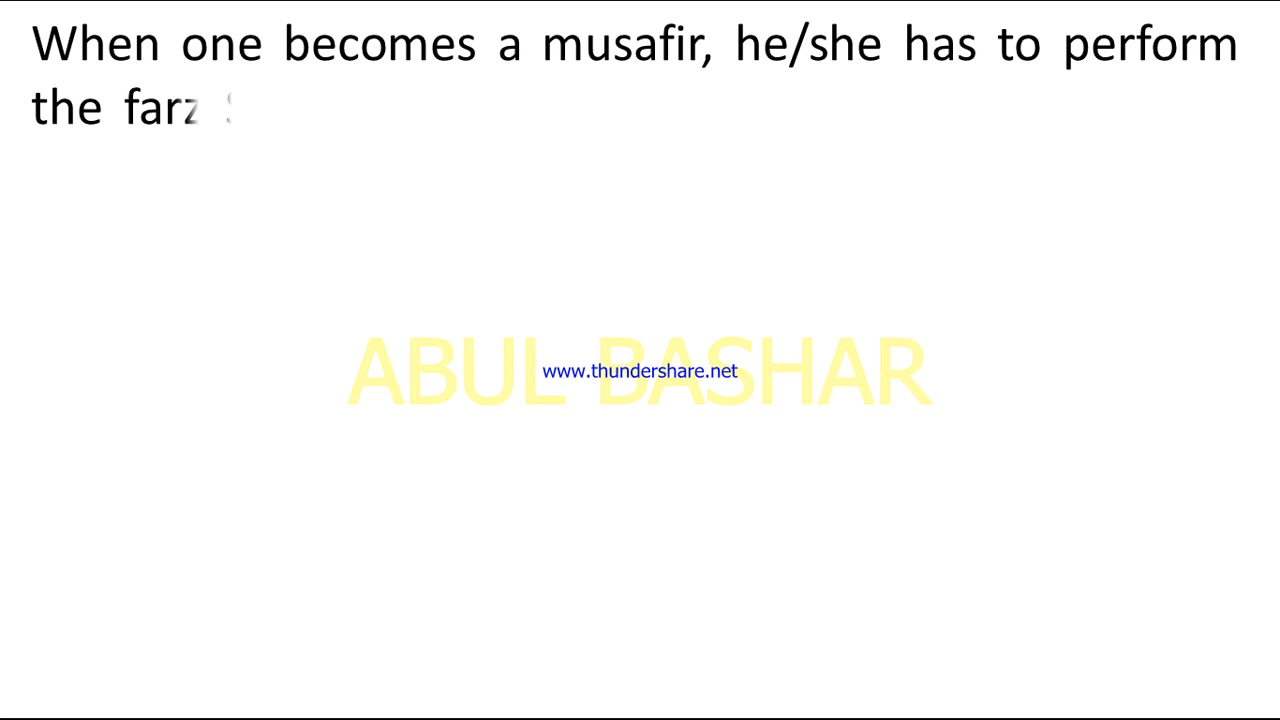 When one becomes a musafir, he/she has to perform
the farz
ABUL BASHAR
www.thundershare.net